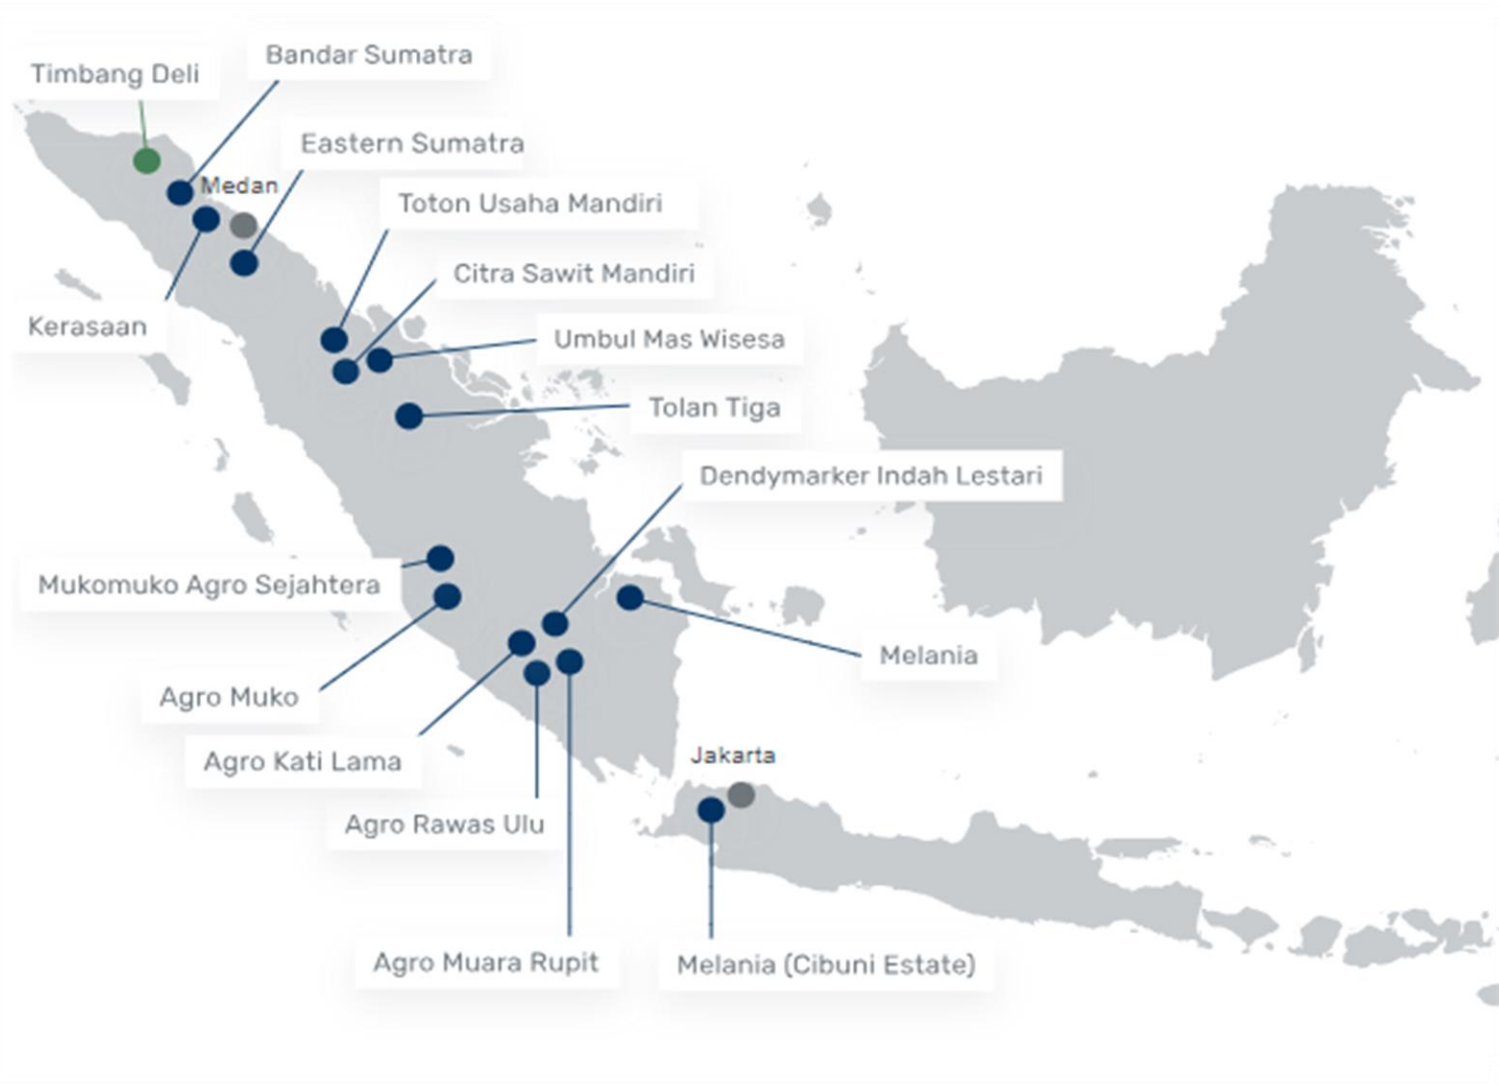 Bandar Sumatra
Timbang Deli
Eastern Sumatra
Medan
Toton Usaha Mandiri
Citra Sawit Mandiri
Kerasaan
Umbul Mas Wisesa
Tolan Tiga
Dendymarker Indah Lestari
Mukomuko Agro Sejahtera
Melania
Agro Muko
Jakarta
Agro Kati Lama
Agro Rawas Ulu
Agro Muara Rupit
Melania (Cibuni Estate)